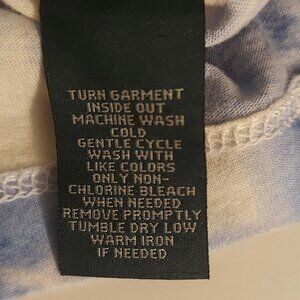 TURN GARMENT
INSIDE OUT
MACHINE WASH
COLD
GENTLE CYCLE
WASH WITH
LIKE COLORS
ONLY NON-
CHLORINE BLEACH
WHEN NEEDED
REMOVE PROMPTLY
TUMBLE DRY LOW
WARM IRON
IF NEEDED